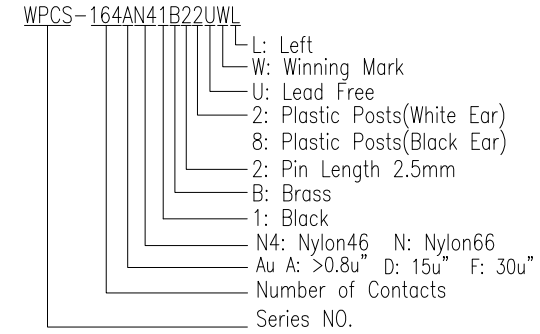 WPCS-164AN41B22UWL
L: Left
W: Winning Mark
U: Lead Free
2: Plastic Posts(White Ear)
8: Plastic Posts(Black Ear)
2: Pin Length 2.5mm
B: Brass
1: Black
N4: Nylon46 N: Nylon66
Au A: >0.8u" D: 15u" F: 30u"
Number of Contacts
Series NO.